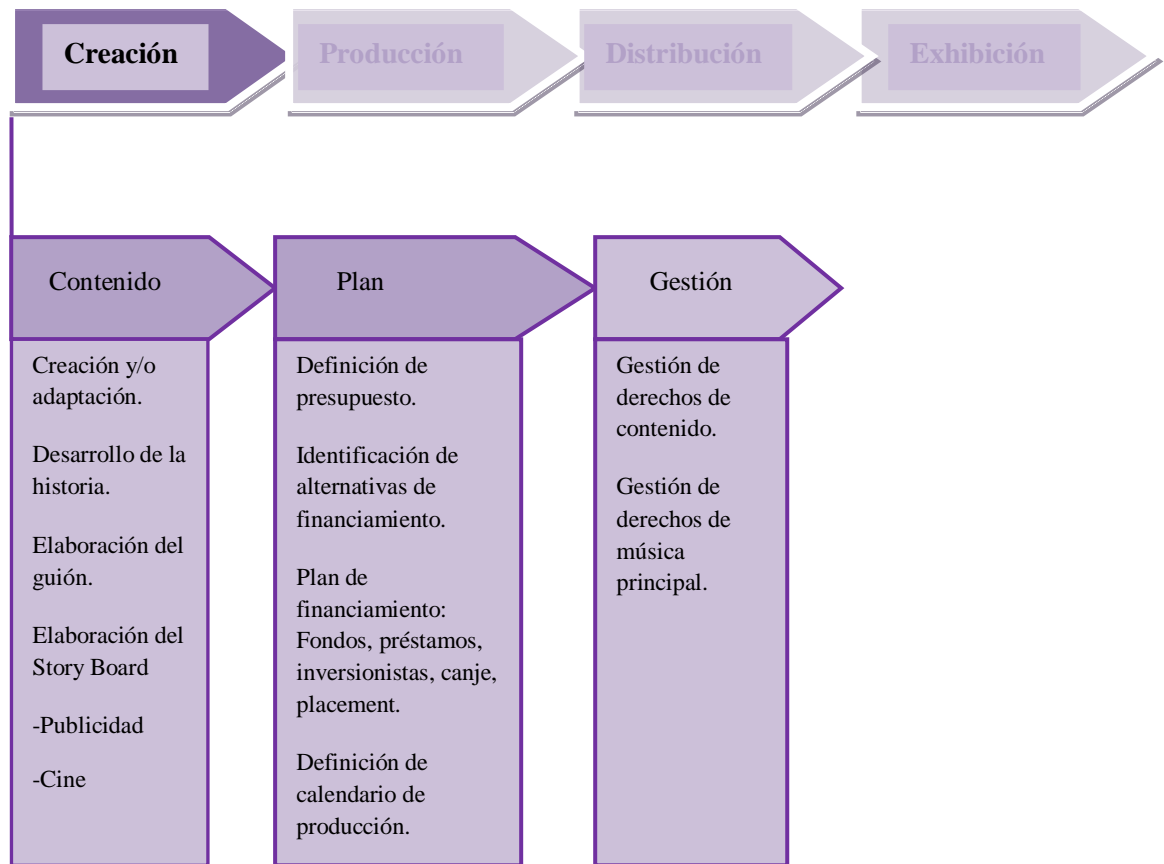 Creación
Producción
Distribución
Exhibición
Contenido
Plan
Gestión
Creación y/o
adaptación.
Desarrollo de la
historia.
Elaboración del
guión.
Elaboración del
Story Board
-Publicidad
-Cine
Definición de
presupuesto.
Identificación de
alternativas de
financiamiento.
Plan de
financiamiento:
Fondos, préstamos,
inversionistas, canje,
placement.
Definición de
calendario de
producción.
Gestión de
derechos de
contenido.
Gestión de
derechos de
música
principal.